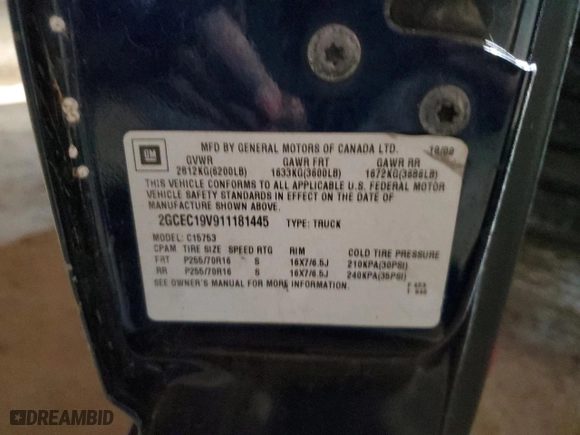 GM
MFD BY GENERAL MOTORS OF CANADA LTD. 10/00
GVWR GAWR FRT GAWR RR
2812KG(6200LB) 1633KG(3600LB) 1672KG(3686LB)
THIS VEHICLE CONFORMS TO ALL APPLICABLE U.S. FEDERAL MOTOR
VEHICLE SAFETY STANDARDS IN EFFECT ON THE DATE OF
MANUFACTURE SHOWN ABOVE.
2GCEC19V911181445 TYPE: TRUCK
MODEL: C15753
CPAM TIRE SIZE SPEED RTG RIM COLD TIRE PRESSURE
FRT P255/70R16 S 16X7/6.5J 210KPA(30PSI)
RR P255/70R16 S 16X7/6.5J 240KPA(35PSI)
SEE OWNER'S MANUAL FOR MORE INFORMATION.
DREAMBID